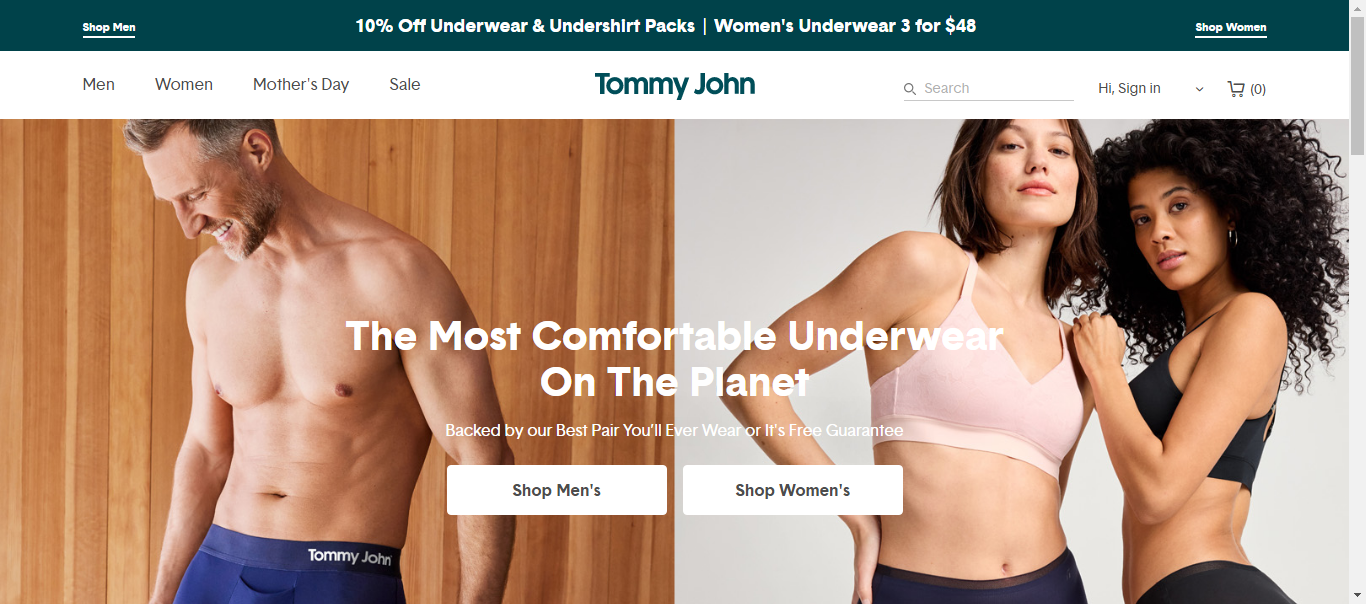 Shop Men
10% Off Underwear & Undershirt Packs | Women's Underwear 3 for $48
Shop Women
Men
Women
Mother's Day
Sale
Tommy John
Search
Hi, Sign in
(0)
The Most Comfortable Underwear
On The Planet
Backed by our Best Pair You'll Ever Wear or It's Free Guarantee
Shop Men's
Shop Women's
Tommy John